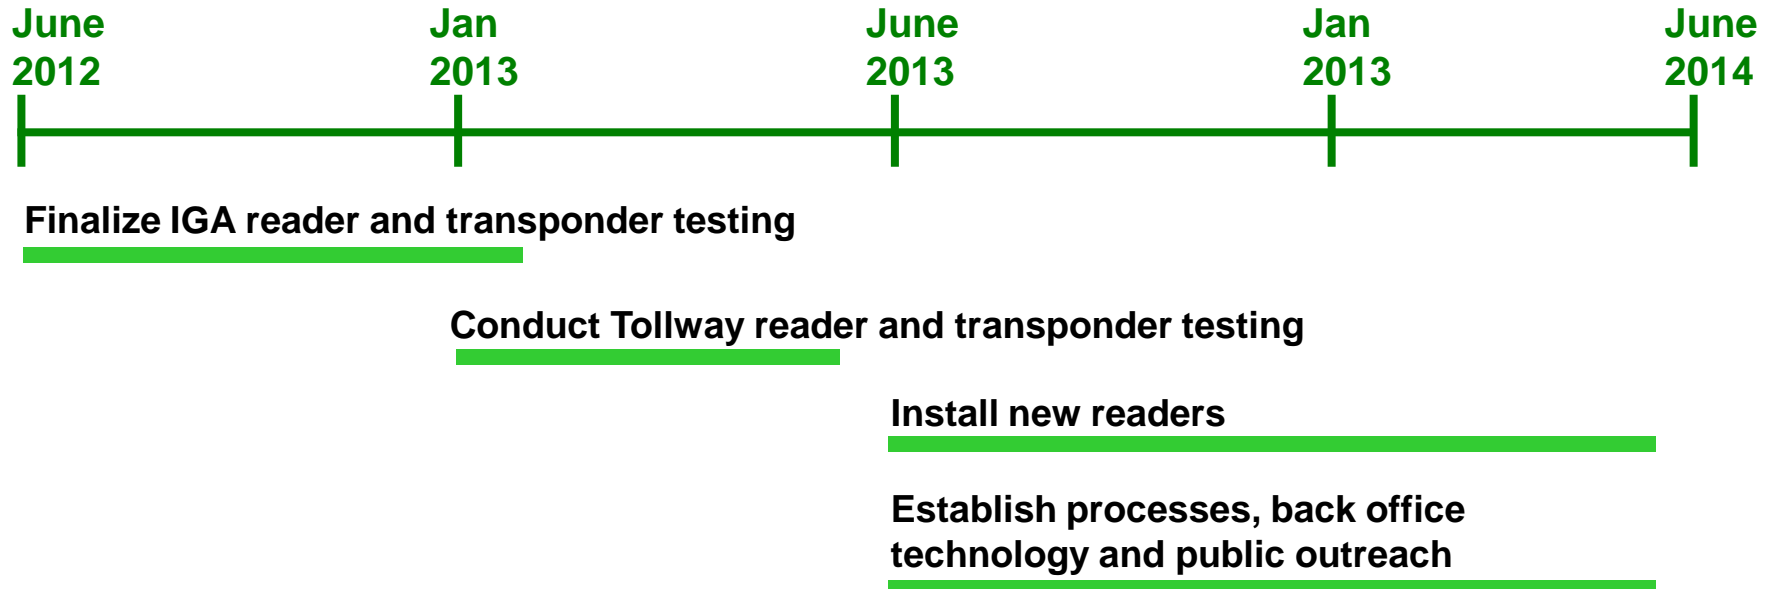 June Jan June Jan June
2012 2013 2013 2013 2014
Finalize IGA reader and transponder testing
Conduct Tollway reader and transponder testing
Install new readers
Establish processes, back office
technology and public outreach